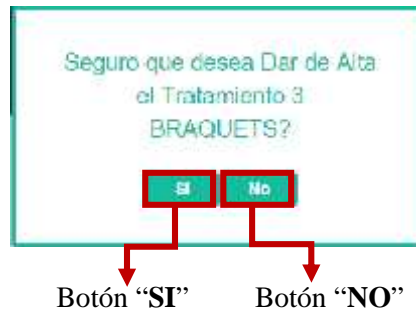 Seguro que desea Dar de Alta
el Tratamiento 3
BRAQUETS?
SI No
Botón “SI” Botón “NO”